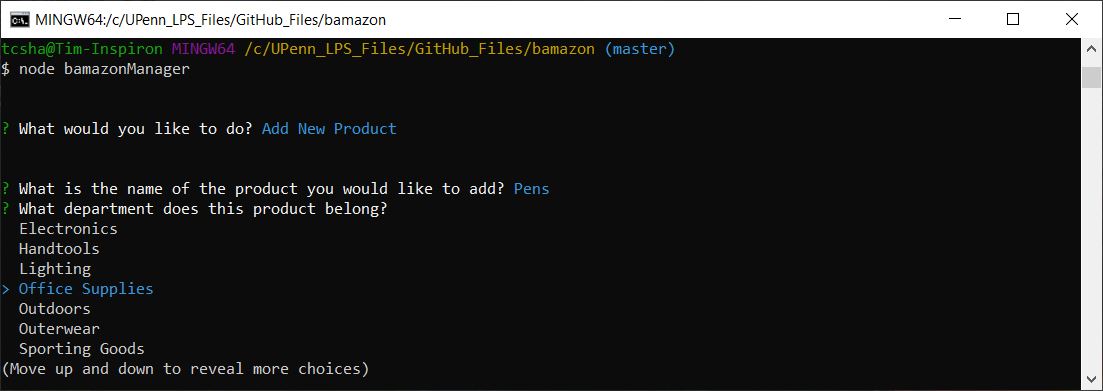 MINGW64:/c/UPenn_LPS_Files/GitHub_Files/bamazon
tcsha@Tim-Inspiron MINGW64 /c/UPenn_LPS_Files/GitHub_Files/bamazon (master)
$ node bamazonManager
? What would you like to do? Add New Product
? What is the name of the product you would like to add? Pens
? What department does this product belong?
Electronics
Handtools
Lighting
> Office Supplies
Outdoors
Outerwear
Sporting Goods
(Move up and down to reveal more choices)